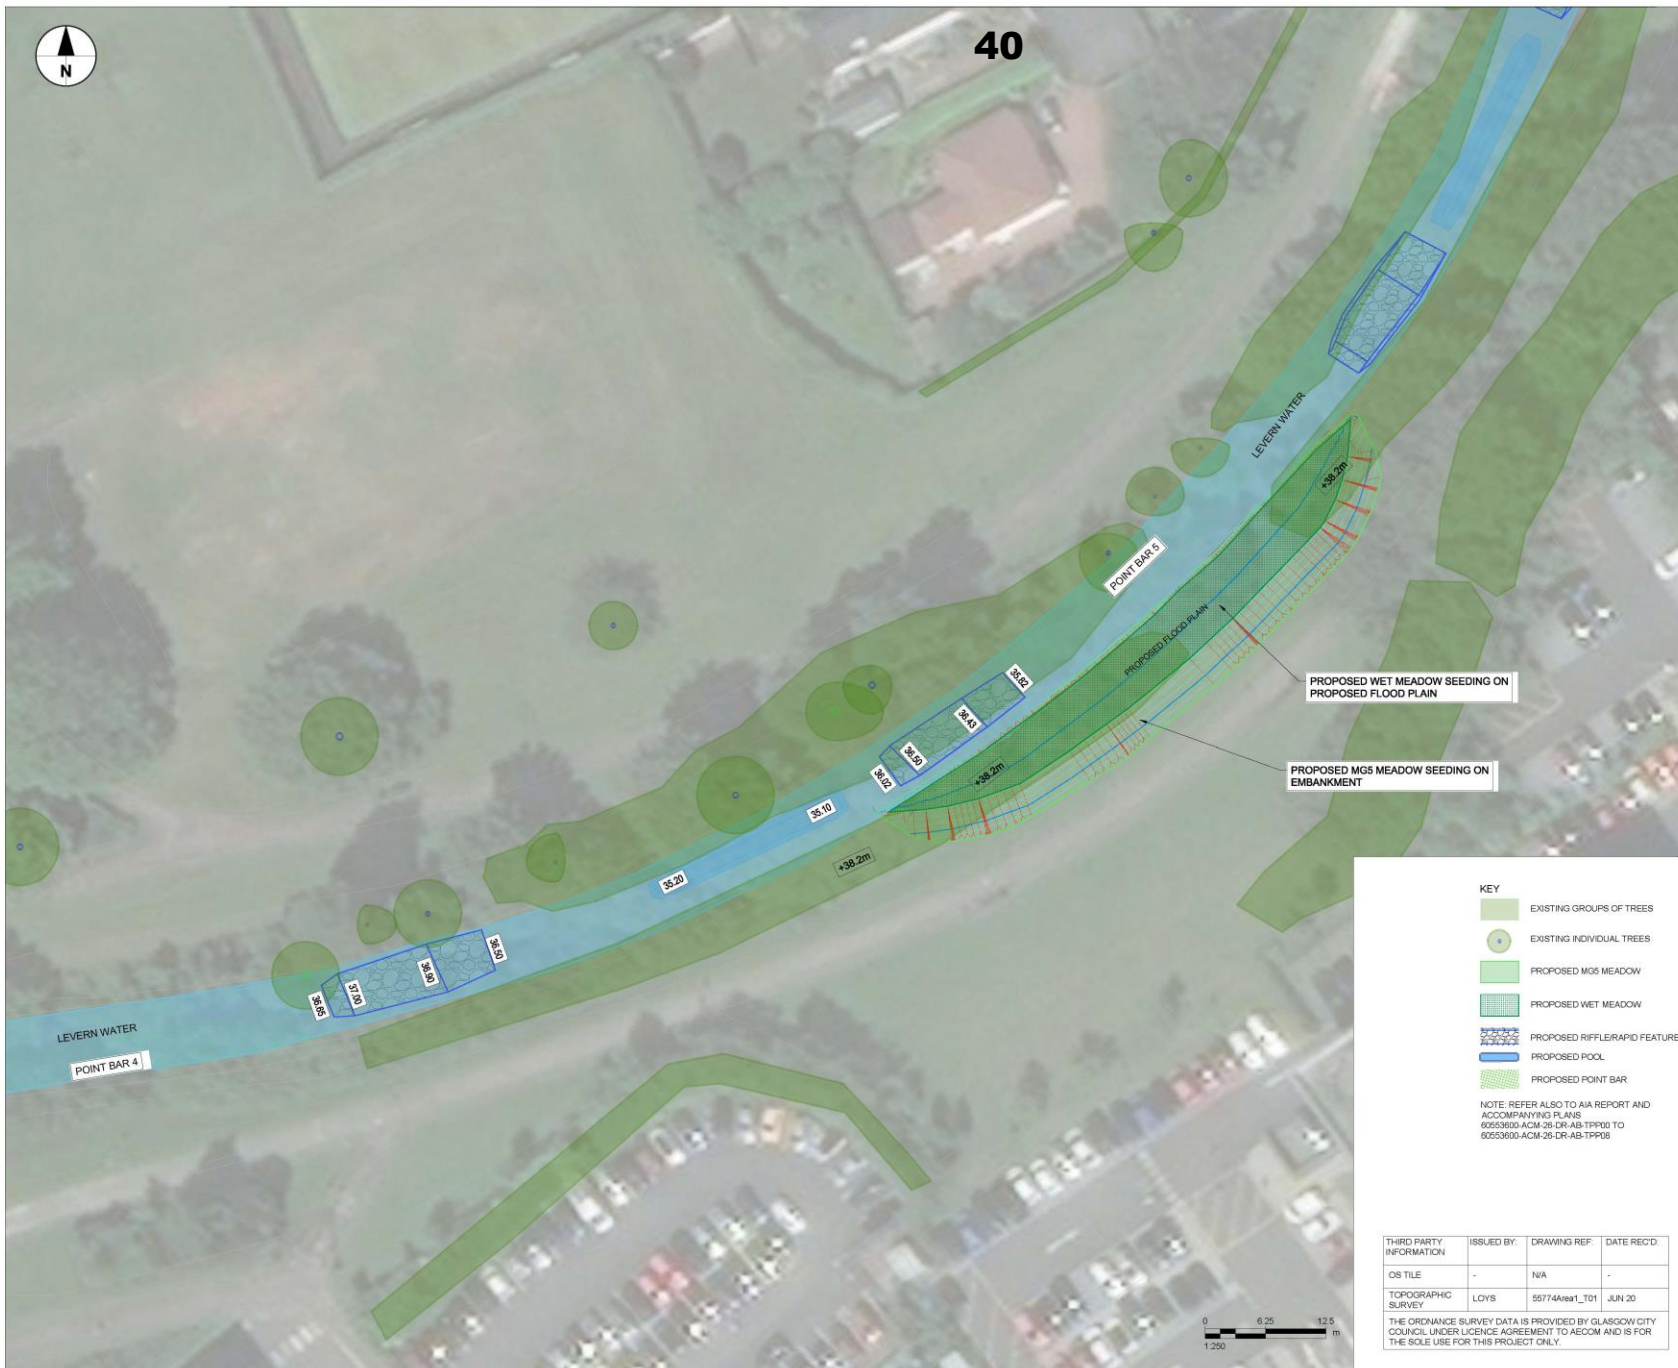 40
N
LEVERN WATER
+38.2m
POINT BAR 5
PROPOSED FLOOD PLAIN
PROPOSED WET MEADOW SEEDING ON
PROPOSED FLOOD PLAIN
35.82
36.43
36.50
36.02
+38.2m
PROPOSED MG5 MEADOW SEEDING ON
EMBANKMENT
35.10
+38.2m
35.20
36.50
36.90
37.00
36.65
LEVERN WATER
POINT BAR 4
KEY
EXISTING GROUPS OF TREES
EXISTING INDIVIDUAL TREES
PROPOSED MG5 MEADOW
PROPOSED WET MEADOW
PROPOSED RIFFLE/RAPID FEATURE
PROPOSED POOL
PROPOSED POINT BAR
NOTE: REFER ALSO TO AIA REPORT AND
ACCOMPANYING PLANS
60553600-ACM-26-DR-AB-TPP00 TO
60553600-ACM-26-DR-AB-TPP08
THIRD PARTY INFORMATION ISSUED BY: DRAWING REF: DATE REC'D:
OS TILE - N/A -
TOPOGRAPHIC SURVEY LOYS 55774Area1_T01 JUN 20
THE ORDNANCE SURVEY DATA IS PROVIDED BY GLASGOW CITY
COUNCIL UNDER LICENCE AGREEMENT TO AECOM AND IS FOR
THE SOLE USE FOR THIS PROJECT ONLY.
0 6.25 12.5
m
1:250